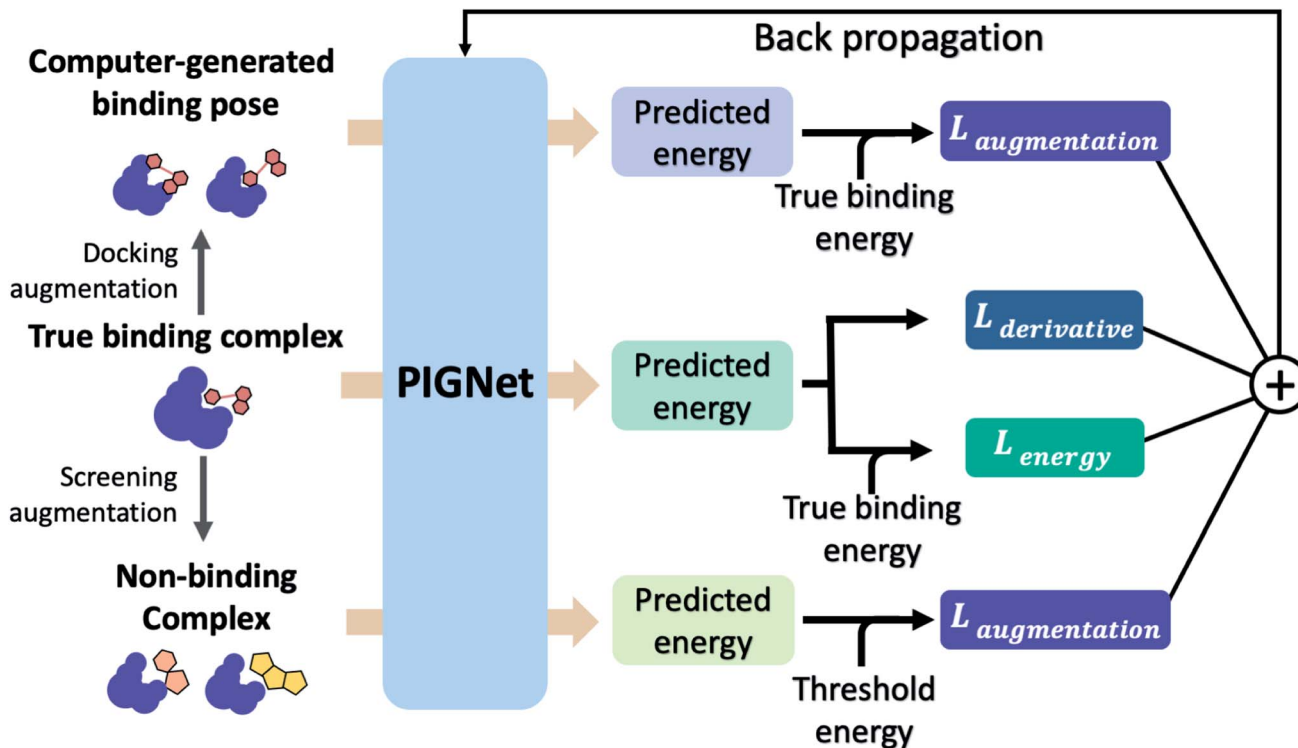 Back propagation
Computer-generated
binding pose
Docking
augmentation
True binding complex
Screening
augmentation
Non-binding
Complex
PIGNet
Predicted
energy
True binding
energy
L augmentation
Predicted
energy
L derivative
L energy
True binding
energy
Predicted
energy
Threshold
energy
L augmentation
+